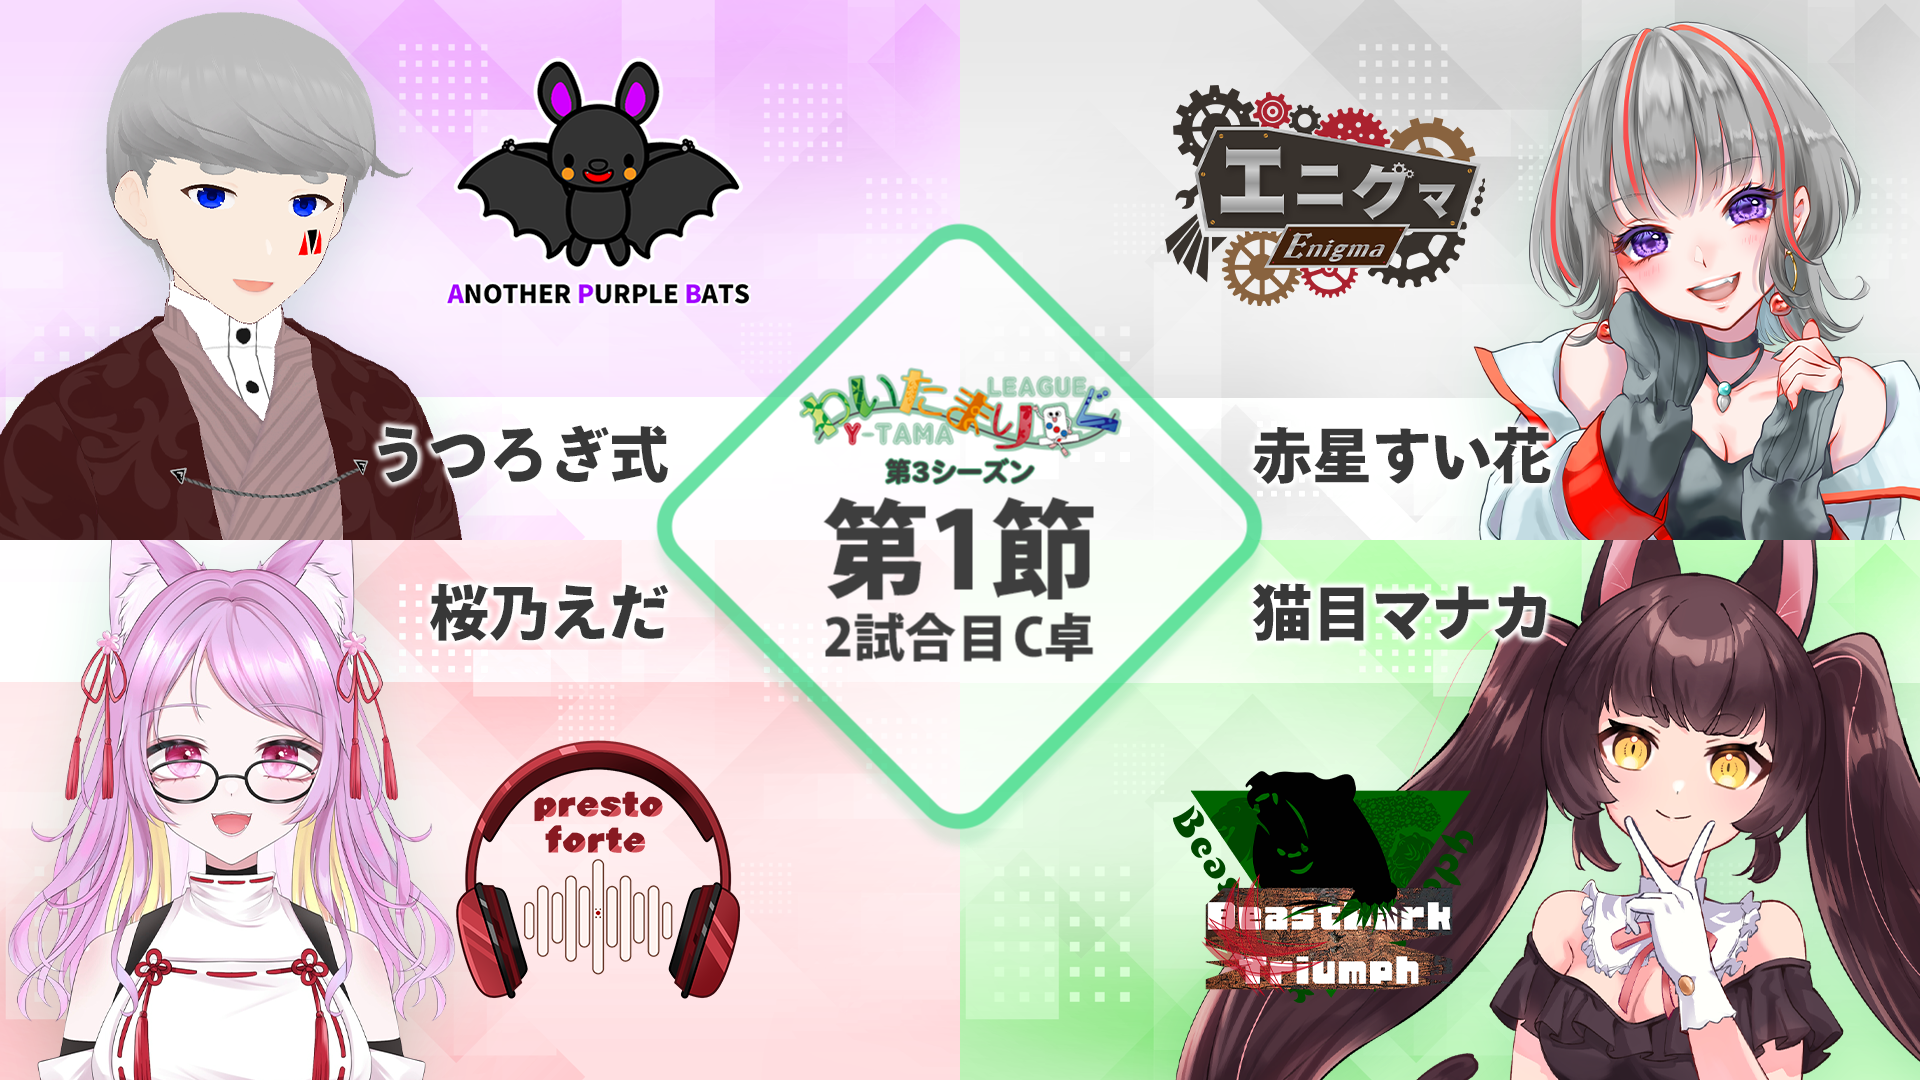 ANOTHER PURPLE BATS
うつろぎ式
エニグマ
Enigma
赤星すい花
わいたまりーぐ
LEAGUE
Y-TAMA
第3シーズン
第1節
2試合目 C卓
桜乃えだ
presto
forte
猫目マナカ
Beastmark
Triumph